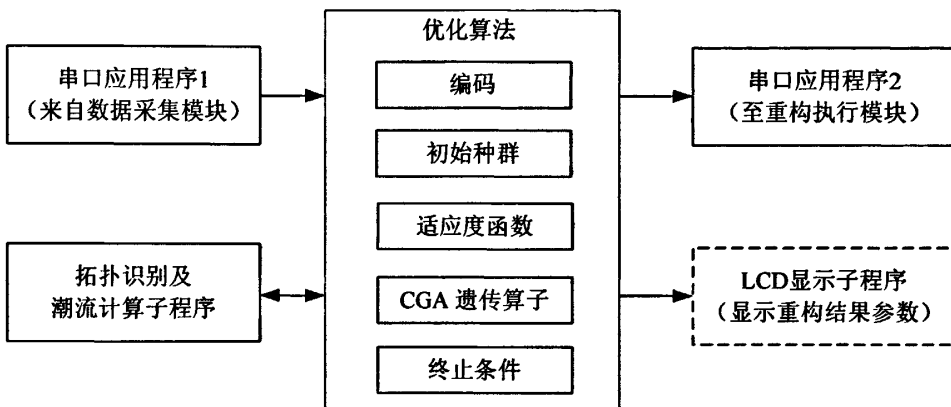 串口应用程序1
（来自数据采集模块）
拓扑识别及
潮流计算子程序
优化算法
编码
初始种群
适应度函数
CGA 遗传算子
终止条件
串口应用程序2
（至重构执行模块）
LCD显示子程序
（显示重构结果参数）